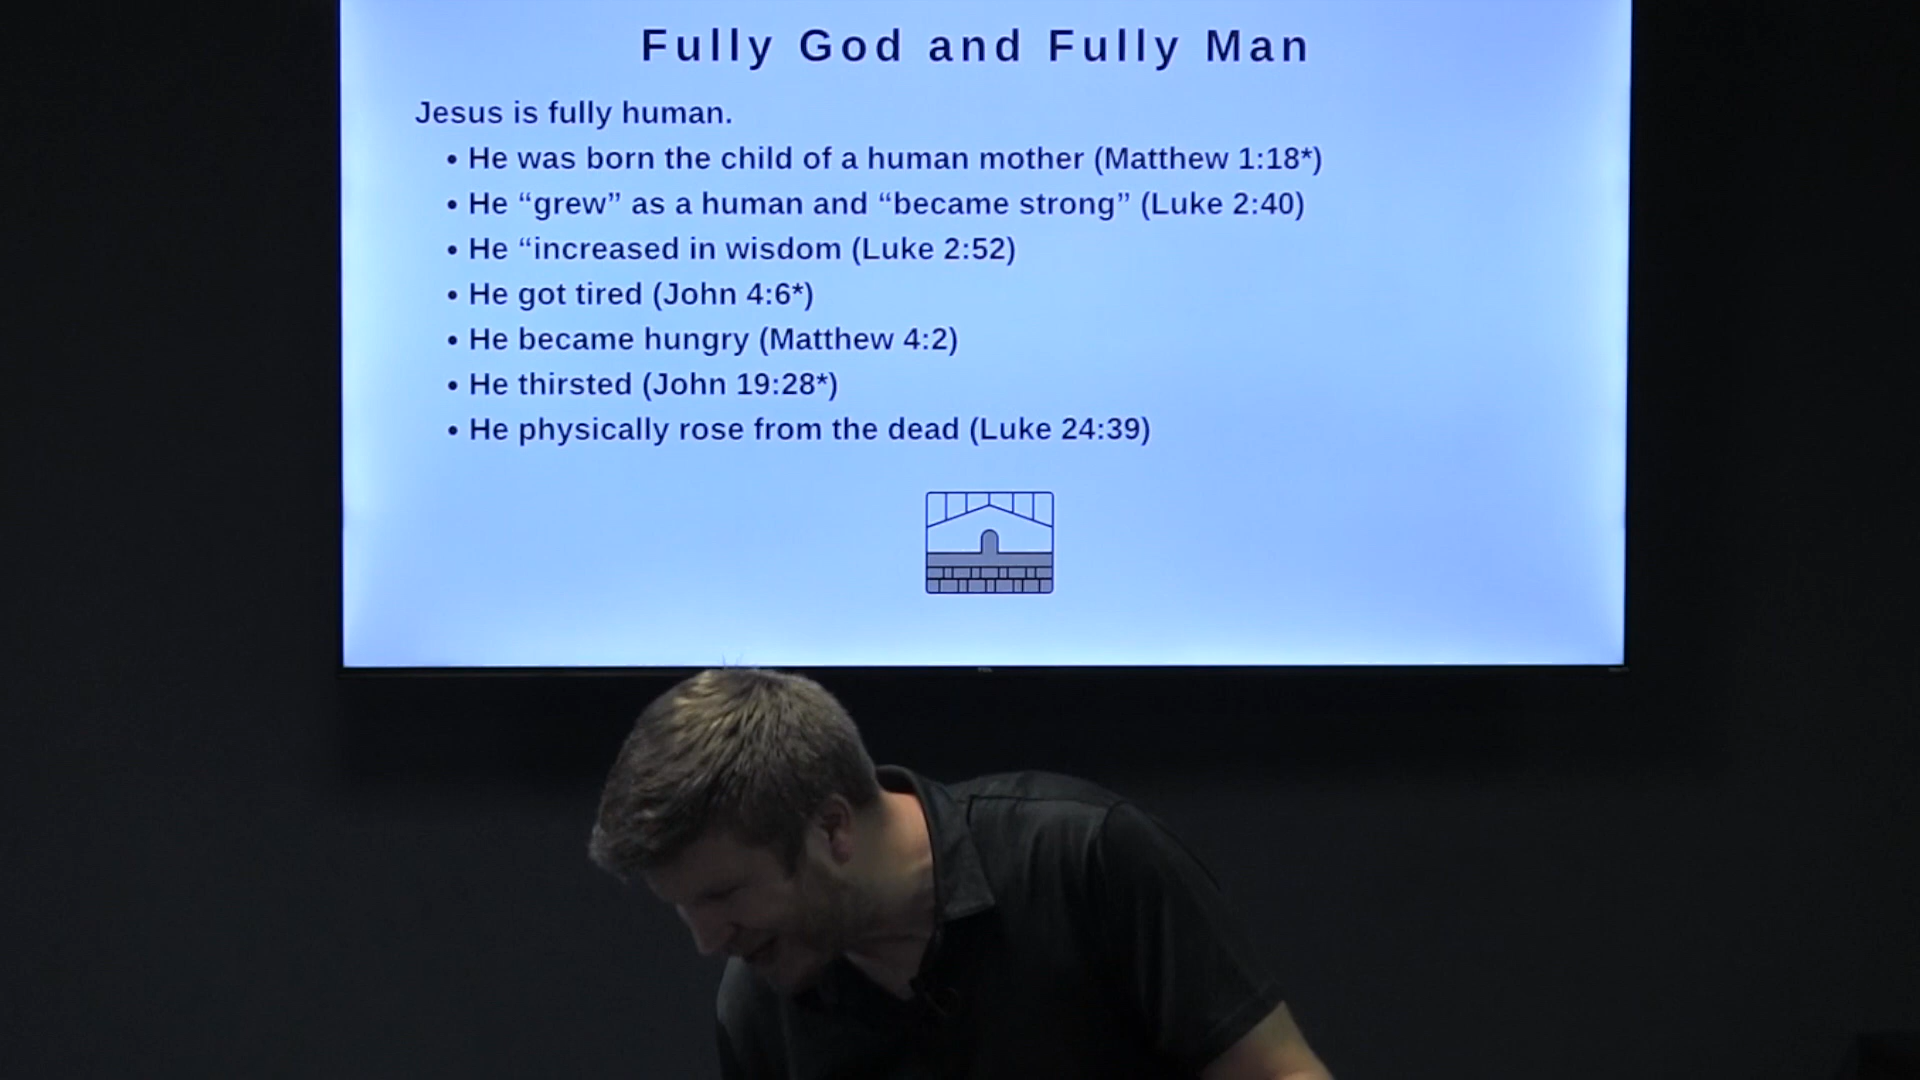 Fully God and Fully Man
Jesus is fully human.
• He was born the child of a human mother (Matthew 1:18*)
• He “grew” as a human and “became strong” (Luke 2:40)
• He “increased in wisdom (Luke 2:52)
• He got tired (John 4:6*)
• He became hungry (Matthew 4:2)
• He thirsted (John 19:28*)
• He physically rose from the dead (Luke 24:39)